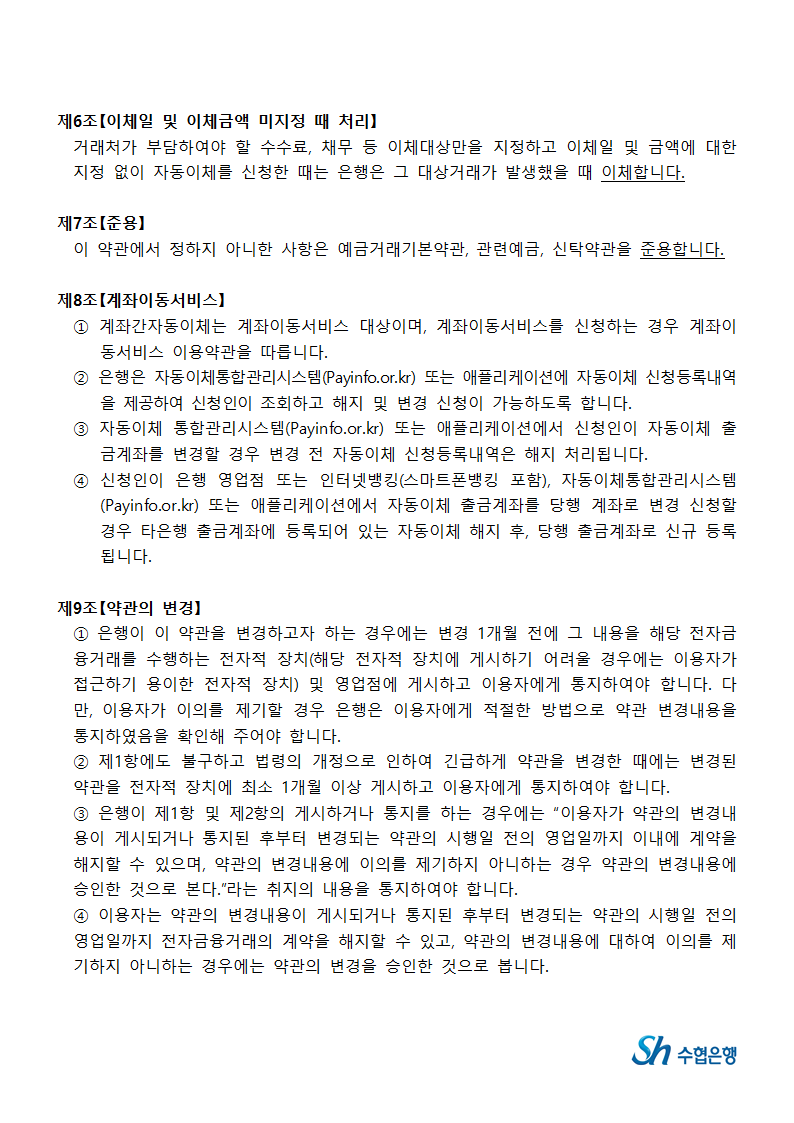 제6조【이체일 및 이체금액 미지정 때 처리】
거래처가 부담하여야 할 수수료, 채무 등 이체대상만을 지정하고 이체일 및 금액에 대한
지정 없이 자동이체를 신청한 때는 은행은 그 대상거래가 발생했을 때 이체합니다.
제7조【준용】
이 약관에서 정하지 아니한 사항은 예금거래기본약관, 관련예금, 신탁약관을 준용합니다.
제8조【계좌이동서비스】
① 계좌간자동이체는 계좌이동서비스 대상이며, 계좌이동서비스를 신청하는 경우 계좌이
동서비스 이용약관을 따릅니다.
② 은행은 자동이체통합관리시스템(Payinfo.or.kr) 또는 애플리케이션에 자동이체 신청등록내역
을 제공하여 신청인이 조회하고 해지 및 변경 신청이 가능하도록 합니다.
③ 자동이체 통합관리시스템(Payinfo.or.kr) 또는 애플리케이션에서 신청인이 자동이체 출
금계좌를 변경할 경우 변경 전 자동이체 신청등록내역은 해지 처리됩니다.
④ 신청인이 은행 영업점 또는 인터넷뱅킹(스마트폰뱅킹 포함), 자동이체통합관리시스템
(Payinfo.or.kr) 또는 애플리케이션에서 자동이체 출금계좌를 당행 계좌로 변경 신청할
경우 타은행 출금계좌에 등록되어 있는 자동이체 해지 후, 당행 출금계좌로 신규 등록
됩니다.
제9조【약관의 변경】
① 은행이 이 약관을 변경하고자 하는 경우에는 변경 1개월 전에 그 내용을 해당 전자금
융거래를 수행하는 전자적 장치(해당 전자적 장치에 게시하기 어려울 경우에는 이용자가
접근하기 용이한 전자적 장치) 및 영업점에 게시하고 이용자에게 통지하여야 합니다. 다
만, 이용자가 이의를 제기할 경우 은행은 이용자에게 적절한 방법으로 약관 변경내용을
통지하였음을 확인해 주어야 합니다.
② 제1항에도 불구하고 법령의 개정으로 인하여 긴급하게 약관을 변경한 때에는 변경된
약관을 전자적 장치에 최소 1개월 이상 게시하고 이용자에게 통지하여야 합니다.
③ 은행이 제1항 및 제2항의 게시하거나 통지를 하는 경우에는 “이용자가 약관의 변경내
용이 게시되거나 통지된 후부터 변경되는 약관의 시행일 전의 영업일까지 이내에 계약을
해지할 수 있으며, 약관의 변경내용에 이의를 제기하지 아니하는 경우 약관의 변경내용에
승인한 것으로 본다.”라는 취지의 내용을 통지하여야 합니다.
④ 이용자는 약관의 변경내용이 게시되거나 통지된 후부터 변경되는 약관의 시행일 전의
영업일까지 전자금융거래의 계약을 해지할 수 있고, 약관의 변경내용에 대하여 이의를 제
기하지 아니하는 경우에는 약관의 변경을 승인한 것으로 봅니다.
Sh 수협은행